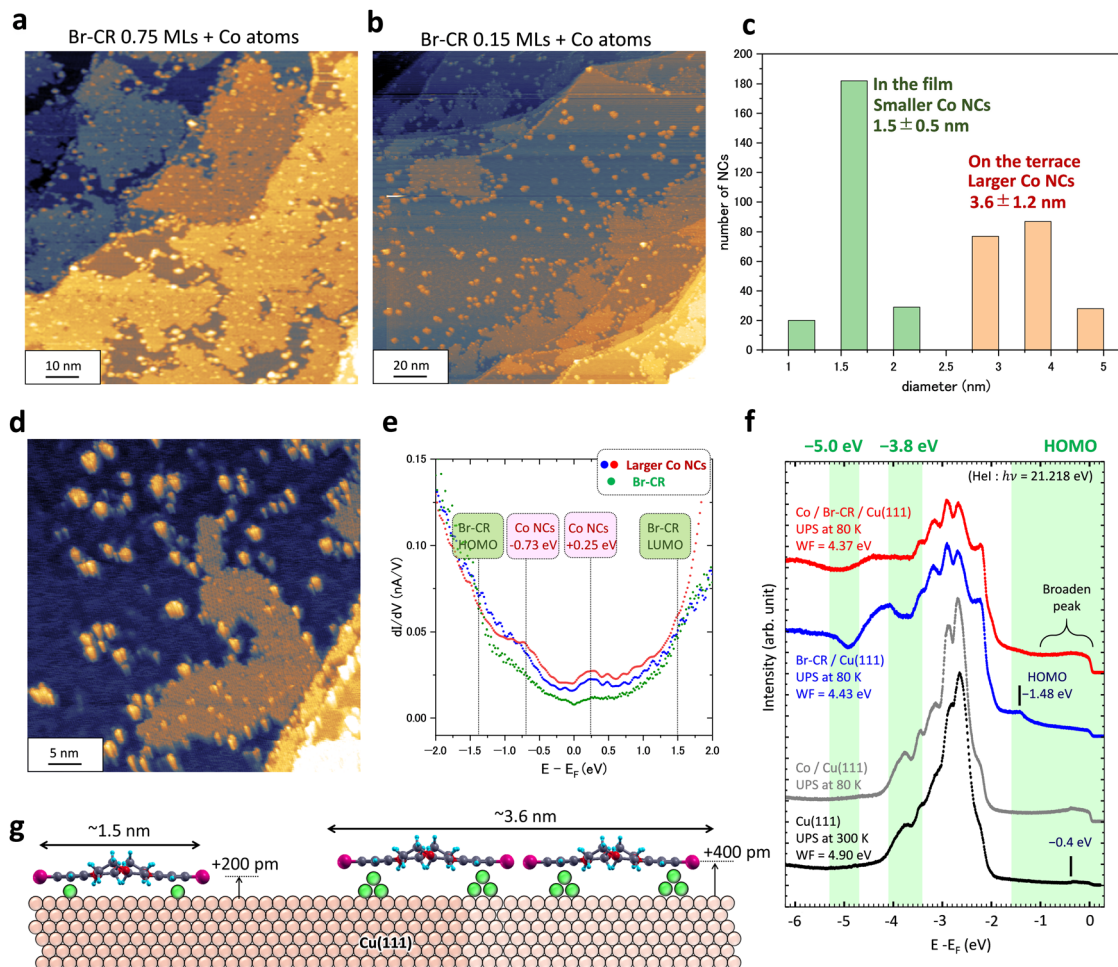 a
Br-CR 0.75 MLs + Co atoms
10 nm
b
Br-CR 0.15 MLs + Co atoms
20 nm
c
200
180
160
140
120
100
80
60
40
20
0
number of NCs
In the film
Smaller Co NCs
1.5 ± 0.5 nm
On the terrace
Larger Co NCs
3.6 ± 1.2 nm
1 1.5 2 2.5 3 4 5
diameter (nm)
d
5 nm
e
0.15
0.10
0.05
0.00
dI/dV (nA/V)
Larger Co NCs
Br-CR
Br-CR
HOMO
Co NCs
-0.73 eV
Co NCs
+0.25 eV
Br-CR
LUMO
−2.0 −1.5 −1.0 −0.5 0.0 0.5 1.0 1.5 2.0
E − EF (eV)
f
−5.0 eV −3.8 eV HOMO
(HeI : hν = 21.218 eV)
Co / Br-CR / Cu(111)
UPS at 80 K
WF = 4.37 eV
Broaden
peak
Br-CR / Cu(111)
UPS at 80 K
WF = 4.43 eV
HOMO
−1.48 eV
Co / Cu(111)
UPS at 80 K
Cu(111)
UPS at 300 K
WF = 4.90 eV
−0.4 eV
Intensity (arb. unit)
-6 -5 -4 -3 -2 -1 0
E -EF (eV)
g
~1.5 nm
+200 pm
~3.6 nm
+400 pm
Cu(111)